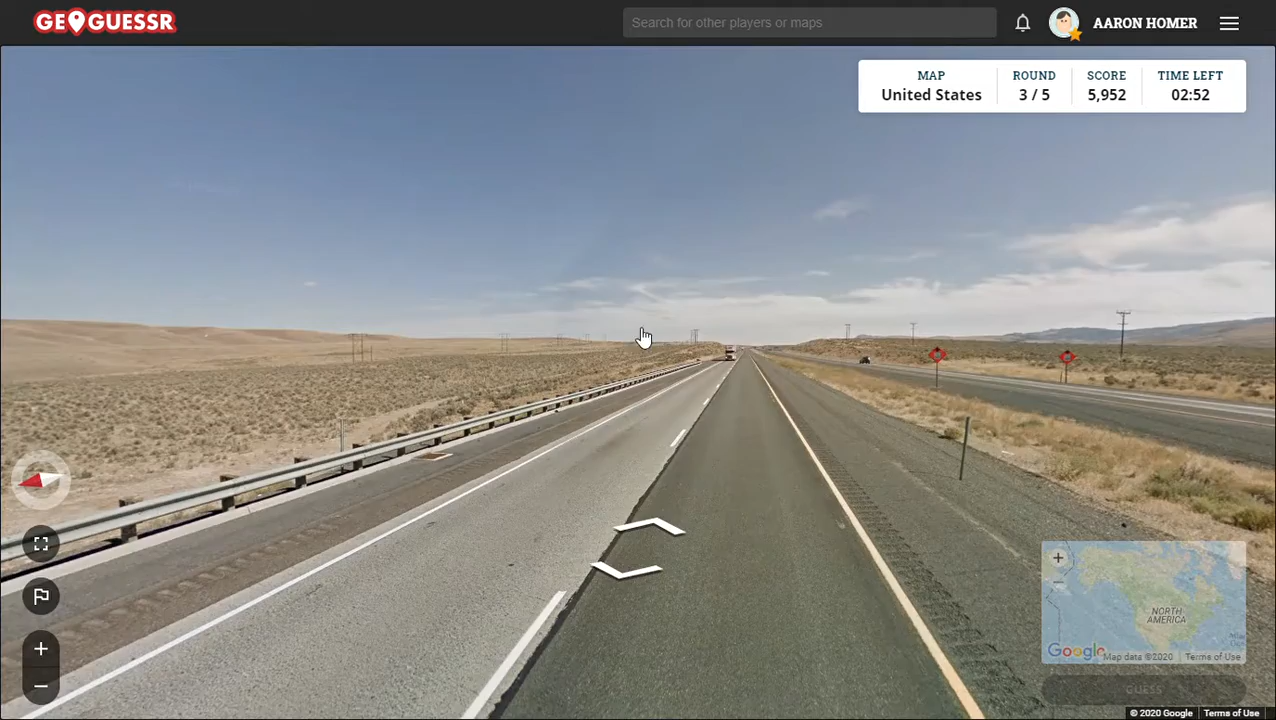 GEOGUESSR
Search for other players or maps
AARON HOMER
MAP
United States
ROUND
3 / 5
SCORE
5,952
TIME LEFT
02:52
+
−
+
−
NORTH
AMERICA
Google
Map data ©2020
Terms of Use
GUESS
© 2020 Google
Terms of Use